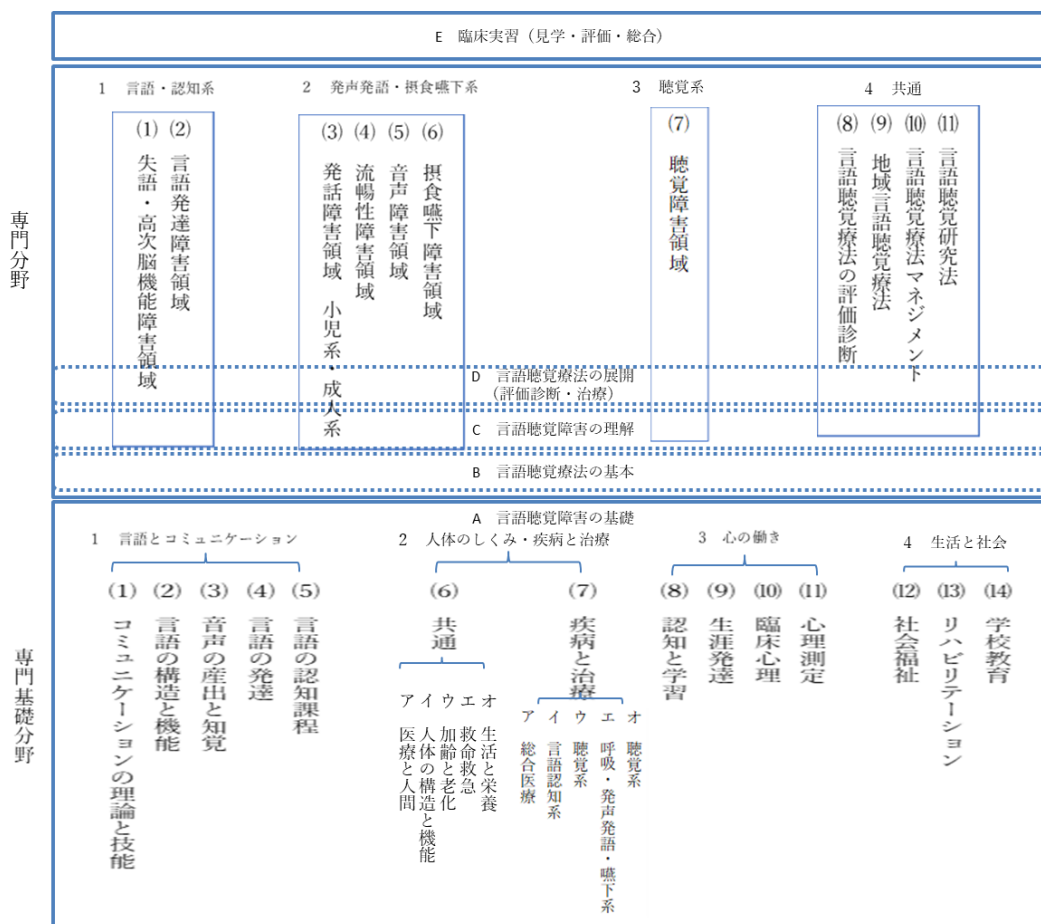 E 臨床実習（見学・評価・総合）
専門分野
1 言語・認知系
(1) 失語・高次脳機能障害領域
(2) 言語発達障害領域
2 発声発語・摂食嚥下系
(3) 発話障害領域 小児系・成人系
(4) 流暢性障害領域
(5) 音声障害領域
(6) 摂食嚥下障害領域
3 聴覚系
(7) 聴覚障害領域
4 共通
(8) 言語聴覚療法の評価診断
(9) 地域言語聴覚療法
(10) 言語聴覚療法マネジメント
(11) 言語聴覚研究法
D 言語聴覚療法の展開
（評価診断・治療）
C 言語聴覚障害の理解
B 言語聴覚療法の基本
専門基礎分野
A 言語聴覚障害の基礎
1 言語とコミュニケーション
(1) コミュニケーションの理論と技能
(2) 言語の構造と機能
(3) 音声の産出と知覚
(4) 言語の発達
(5) 言語の認知課程
2 人体のしくみ・疾病と治療
(6) 共通
ア 医療と人間
イ 人体の構造と機能
ウ 加齢と老化
エ 救命救急
オ 生活と栄養
(7) 疾病と治療
ア 総合医療
イ 言語認知系
ウ 聴覚系
エ 呼吸・発声発語・嚥下系
オ 聴覚系
3 心の働き
(8) 認知と学習
(9) 生涯発達
(10) 臨床心理
(11) 心理測定
4 生活と社会
(12) 社会福祉
(13) リハビリテーション
(14) 学校教育